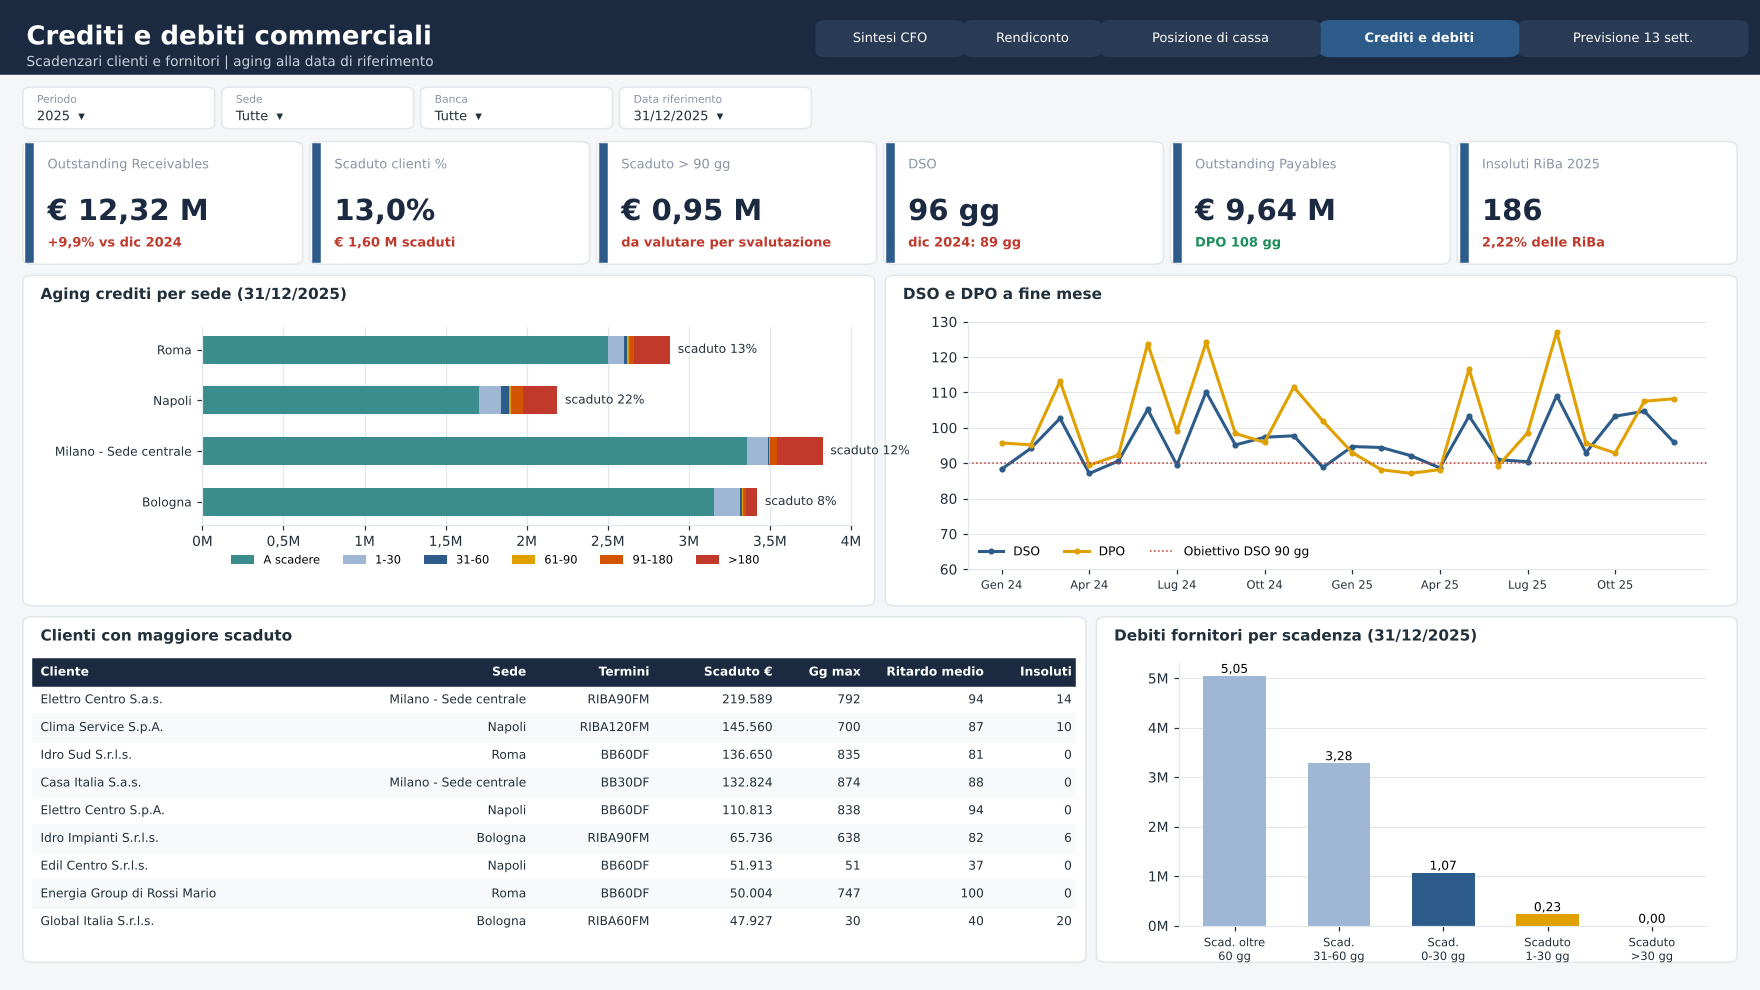 Crediti e debiti commerciali
Scadenzari clienti e fornitori | aging alla data di riferimento
Sintesi CFO
Rendiconto
Posizione di cassa
Crediti e debiti
Previsione 13 sett.
Periodo
2025 ▼
Sede
Tutte ▼
Banca
Tutte ▼
Data riferimento
31/12/2025 ▼
Outstanding Receivables
€ 12,32 M
+9,9% vs dic 2024
Scaduto clienti %
13,0%
€ 1,60 M scaduti
Scaduto > 90 gg
€ 0,95 M
da valutare per svalutazione
DSO
96 gg
dic 2024: 89 gg
Outstanding Payables
€ 9,64 M
DPO 108 gg
Insoluti RiBa 2025
186
2,22% delle RiBa
Aging crediti per sede (31/12/2025)
Roma
scaduto 13%
Napoli
scaduto 22%
Milano - Sede centrale
scaduto 12%
Bologna
scaduto 8%
0M 0,5M 1M 1,5M 2M 2,5M 3M 3,5M 4M
A scadere 1-30 31-60 61-90 91-180 >180
DSO e DPO a fine mese
130
120
110
100
90
80
70
60
DSO DPO Obiettivo DSO 90 gg
Gen 24 Apr 24 Lug 24 Ott 24 Gen 25 Apr 25 Lug 25 Ott 25
Clienti con maggiore scaduto
Cliente Sede Termini Scaduto € Gg max Ritardo medio Insoluti
Elettro Centro S.a.s. Milano - Sede centrale RIBA90FM 219.589 792 94 14
Clima Service S.p.A. Napoli RIBA120FM 145.560 700 87 10
Idro Sud S.r.l.s. Roma BB60DF 136.650 835 81 0
Casa Italia S.a.s. Milano - Sede centrale BB30DF 132.824 874 88 0
Elettro Centro S.p.A. Napoli BB60DF 110.813 838 94 0
Idro Impianti S.r.l.s. Bologna RIBA90FM 65.736 638 82 6
Edil Centro S.r.l.s. Napoli BB60DF 51.913 51 37 0
Energia Group di Rossi Mario Roma BB60DF 50.004 747 100 0
Global Italia S.r.l.s. Bologna RIBA60FM 47.927 30 40 20
Debiti fornitori per scadenza (31/12/2025)
5M
4M
3M
2M
1M
0M
5,05
3,28
1,07
0,23
0,00
Scad. oltre
60 gg
Scad.
31-60 gg
Scad.
0-30 gg
Scaduto
1-30 gg
Scaduto
>30 gg